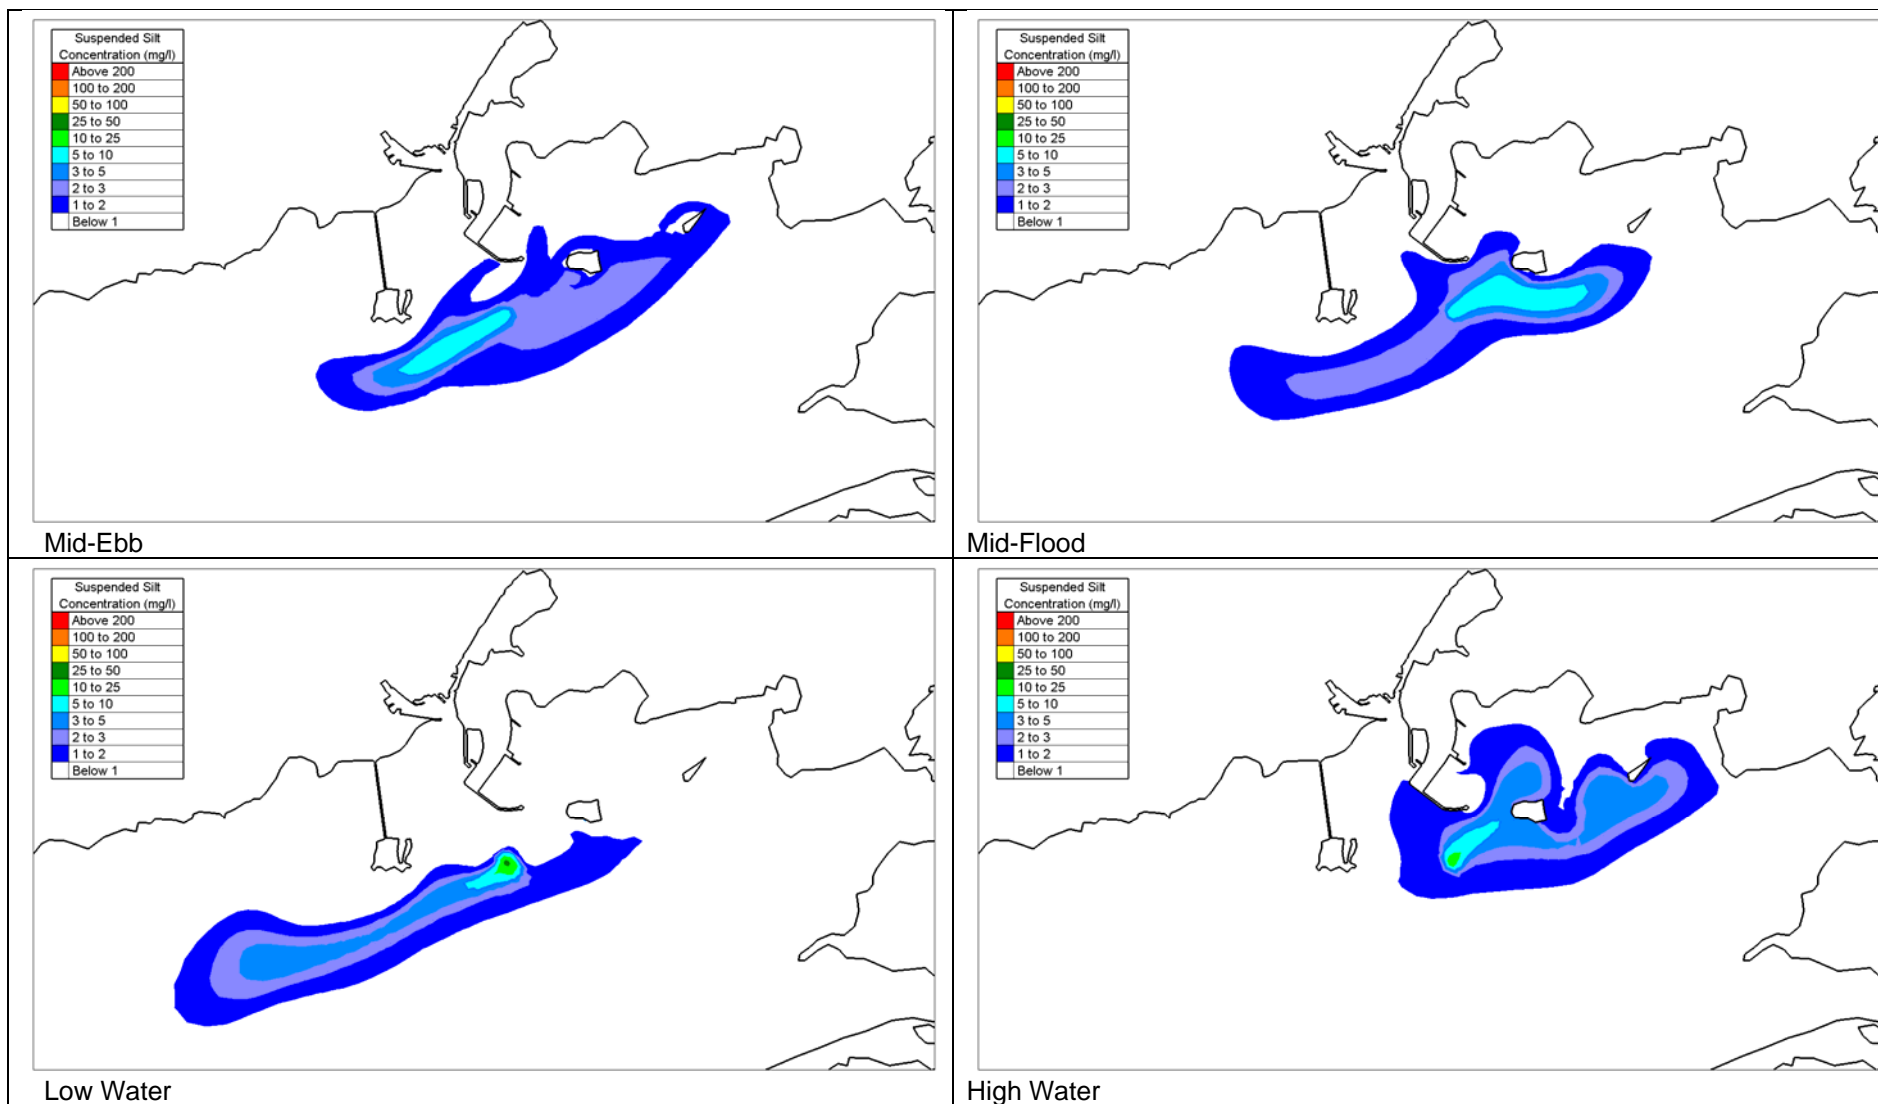 Suspended Silt
Concentration (mg/l)
Above 200
100 to 200
50 to 100
25 to 50
10 to 25
5 to 10
3 to 5
2 to 3
1 to 2
Below 1
Mid-Ebb
Suspended Silt
Concentration (mg/l)
Above 200
100 to 200
50 to 100
25 to 50
10 to 25
5 to 10
3 to 5
2 to 3
1 to 2
Below 1
Mid-Flood
Suspended Silt
Concentration (mg/l)
Above 200
100 to 200
50 to 100
25 to 50
10 to 25
5 to 10
3 to 5
2 to 3
1 to 2
Below 1
Low Water
Suspended Silt
Concentration (mg/l)
Above 200
100 to 200
50 to 100
25 to 50
10 to 25
5 to 10
3 to 5
2 to 3
1 to 2
Below 1
High Water